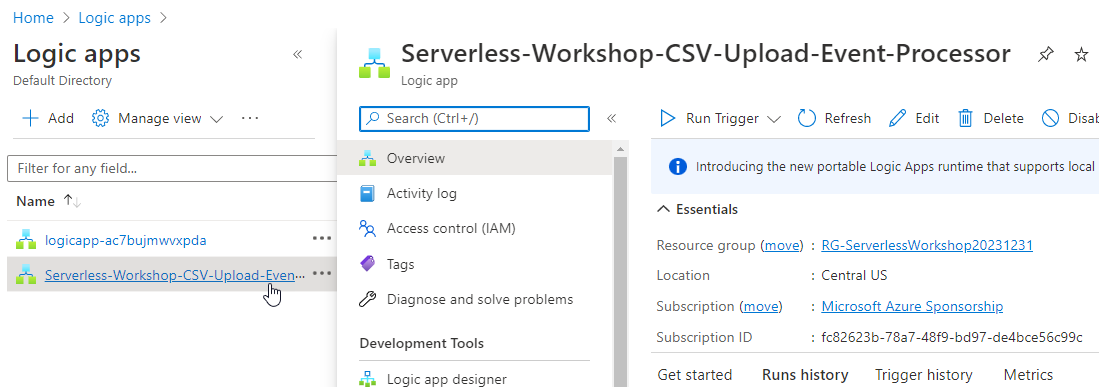 Home > Logic apps >
Logic apps
Default Directory
Add Manage view ...
Filter for any field...
Name
logicapp-ac7bujmwvxpda ...
Serverless-Workshop-CSV-Upload-Even... ...
Serverless-Workshop-CSV-Upload-Event-Processor
Logic app
Search (Ctrl+/)
Overview
Activity log
Access control (IAM)
Tags
Diagnose and solve problems
Development Tools
Logic app designer
Run Trigger Refresh Edit Delete Disab
Introducing the new portable Logic Apps runtime that supports local
Essentials
Resource group (move) : RG-ServerlessWorkshop20231231
Location : Central US
Subscription (move) : Microsoft Azure Sponsorship
Subscription ID : fc82623b-78a7-48f9-bd97-de4bce56c99c
Get started Runs history Trigger history Metrics